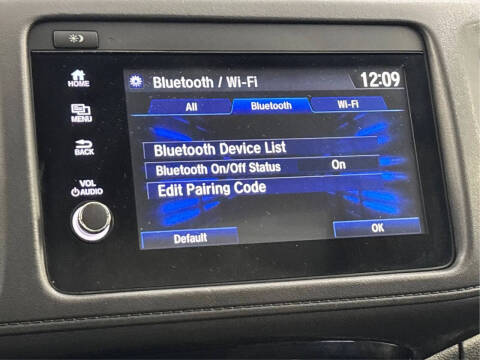 HOME
MENU
BACK
VOL
AUDIO
Bluetooth / Wi-Fi
12:09
All
Bluetooth
Wi-Fi
Bluetooth Device List
Bluetooth On/Off Status On
Edit Pairing Code
Default
OK